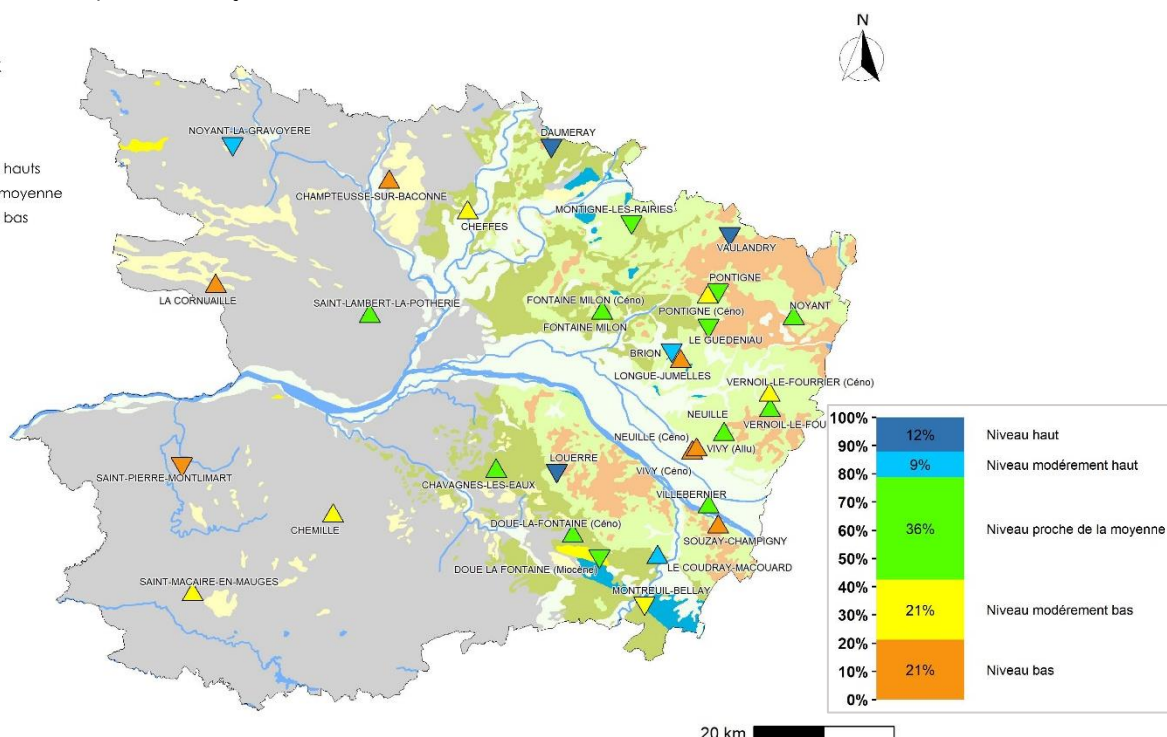 N
hauts
moyenne
bas
NOYANT-LA-GRAVOYERE
DAUMERAY
CHAMPTEUSSE-SUR-BACONNE
CHEFFES
MONTIGNE-LES-RAIRIES
VAULANDRY
LA CORNUAILLE
SAINT-LAMBERT-LA-POTHERIE
PONTIGNE
FONTAINE MILON (Céno)
PONTIGNE (Céno)
NOYANT
FONTAINE MILON
LE GUEDENIAU
BRION
LONGUE-JUMELLES
VERNOIL-LE-FOURRIER (Céno)
NEUILLE
VERNOIL-LE-FOU
NEUILLE (Céno)
VIVY (Allu)
VIVY (Céno)
LOUERRE
SAINT-PIERRE-MONTLIMART
CHAVAGNES-LES-EAUX
VILLEBERNIER
CHEMILLE
DOUE-LA-FONTAINE (Céno)
SOUZAY-CHAMPIGNY
DOUE LA FONTAINE (Miocène)
LE COUDRAY-MACOUARD
SAINT-MACAIRE-EN-MAUGES
MONTREUIL-BELLAY
100%
90%
80%
70%
60%
50%
40%
30%
20%
10%
0%
12% Niveau haut
9% Niveau modérement haut
36% Niveau proche de la moyenne
21% Niveau modérement bas
21% Niveau bas
20 km